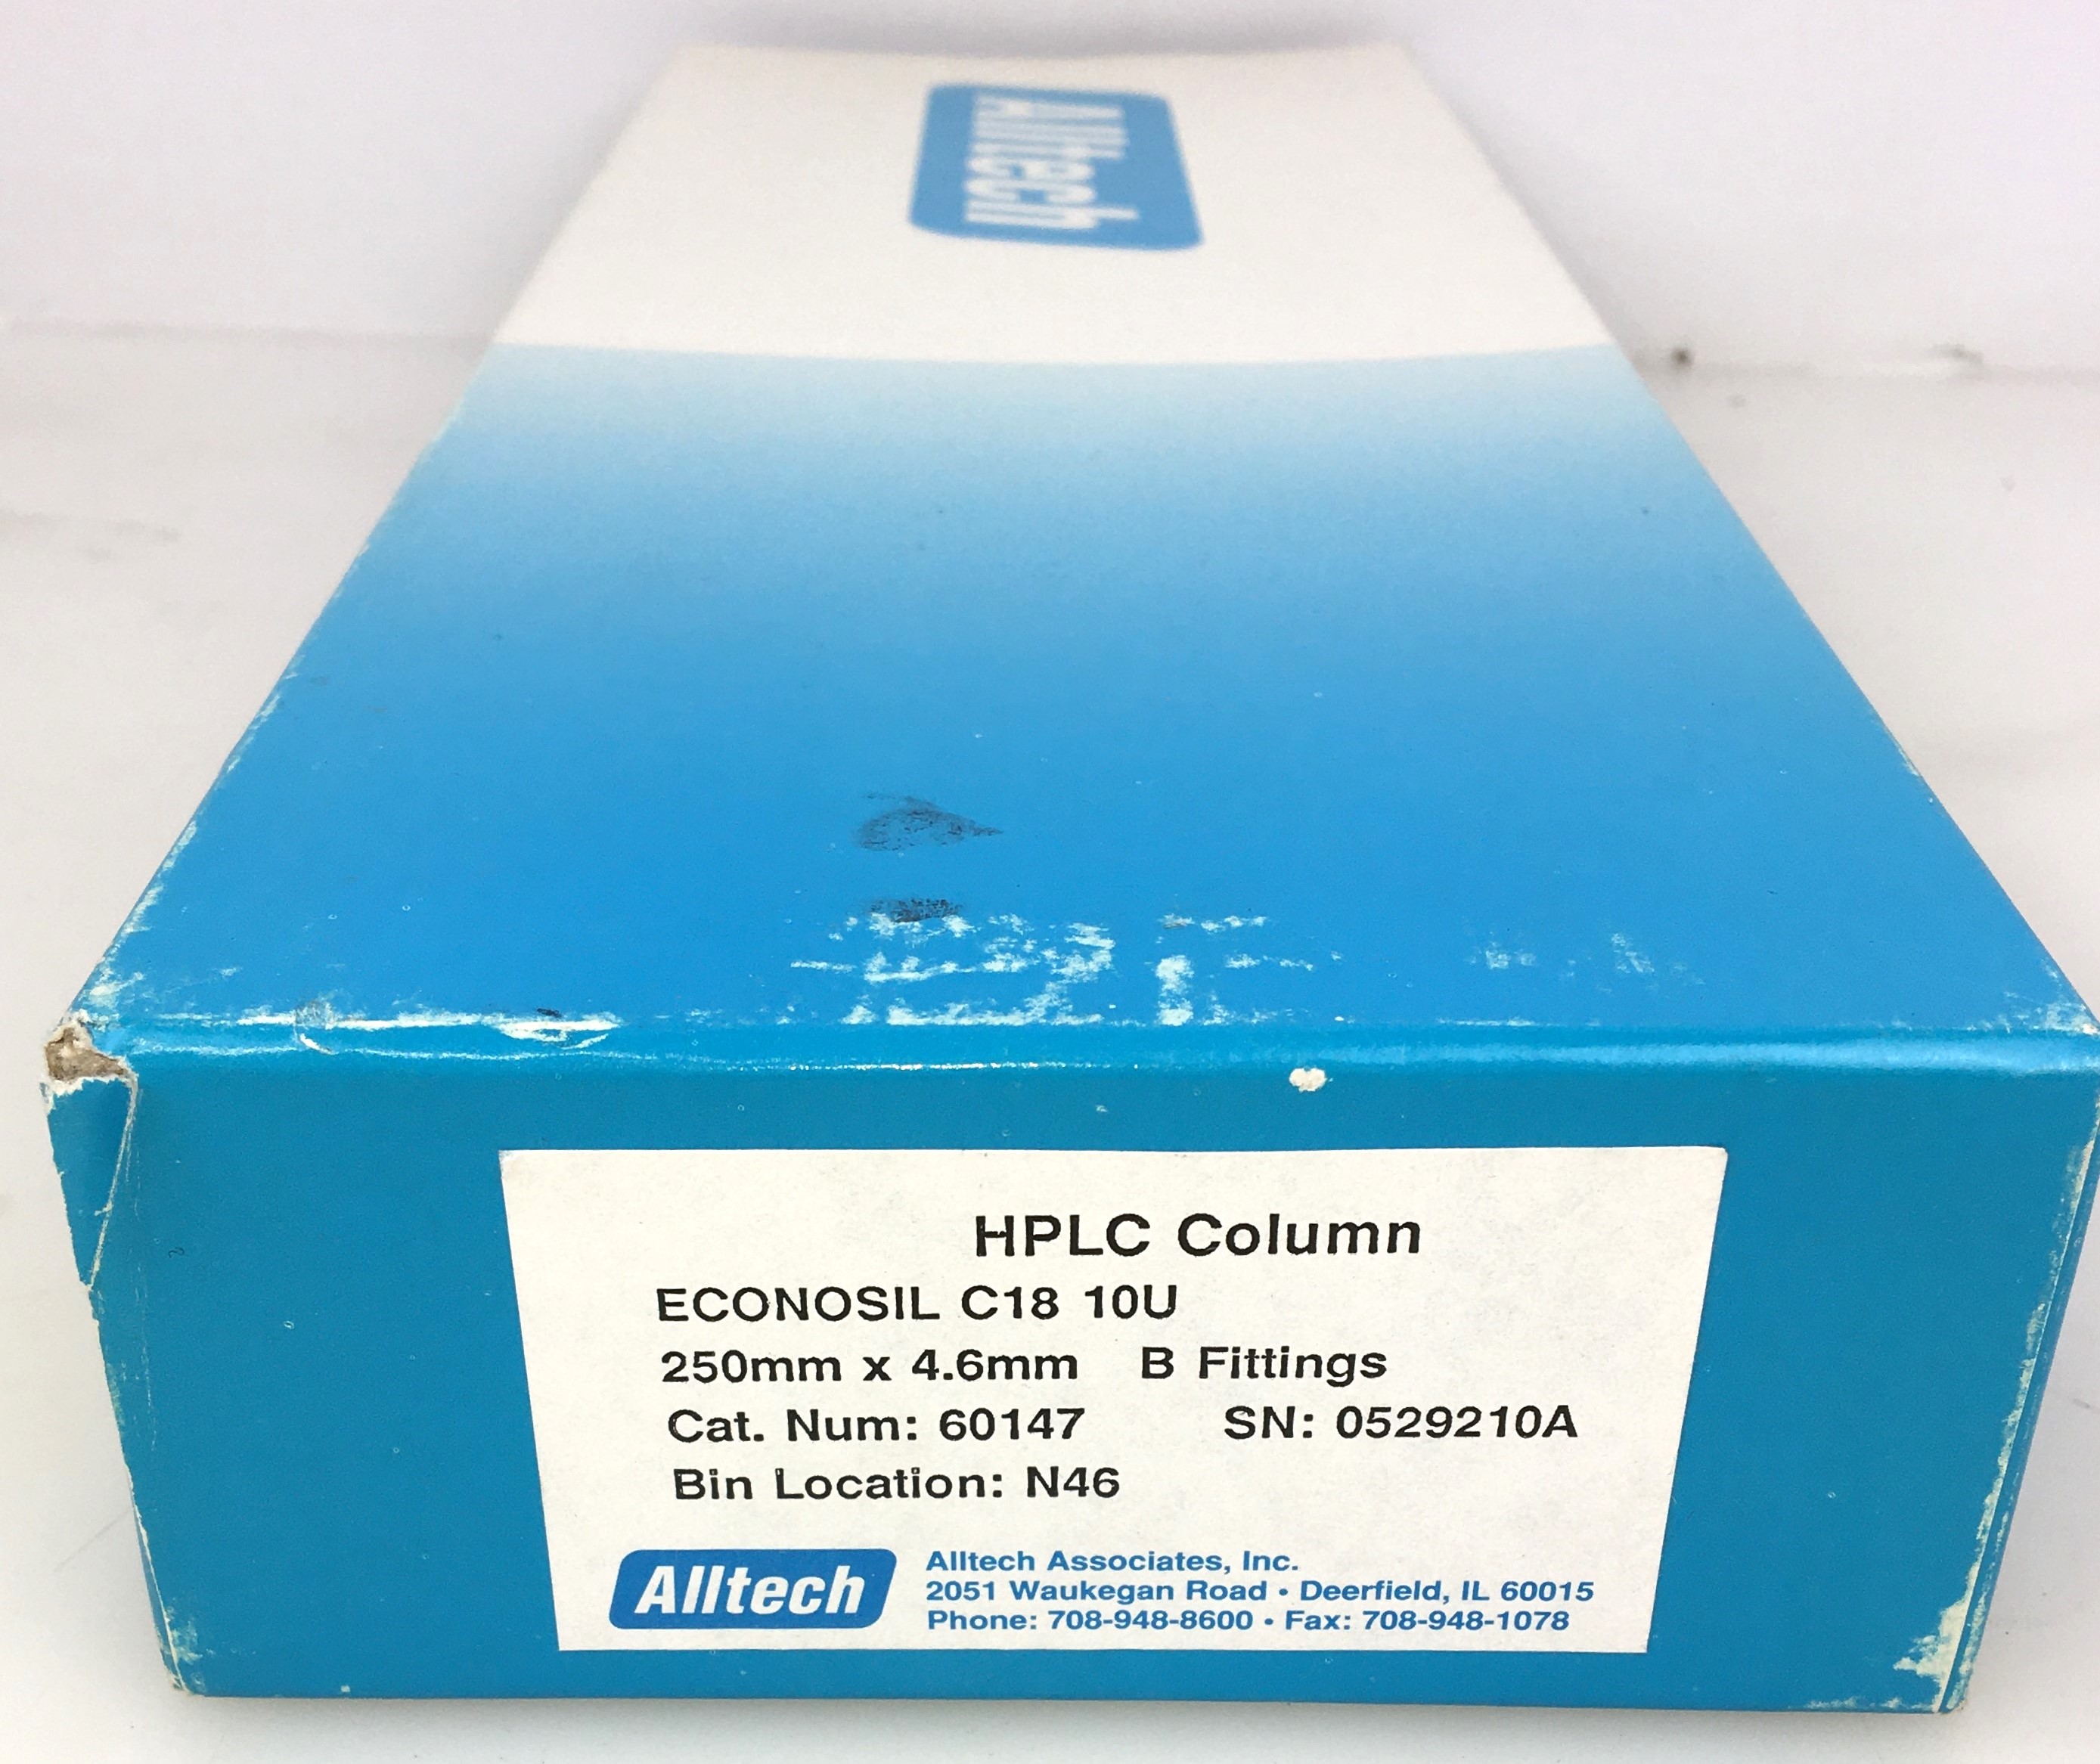 Alltech
HPLC Column
ECONOSIL C18 10U
250mm x 4.6mm B Fittings
Cat. Num: 60147 SN: 0529210A
Bin Location: N46
Alltech
Alltech Associates, Inc.
2051 Waukegan Road • Deerfield, IL 60015
Phone: 708-948-8600 • Fax: 708-948-1078